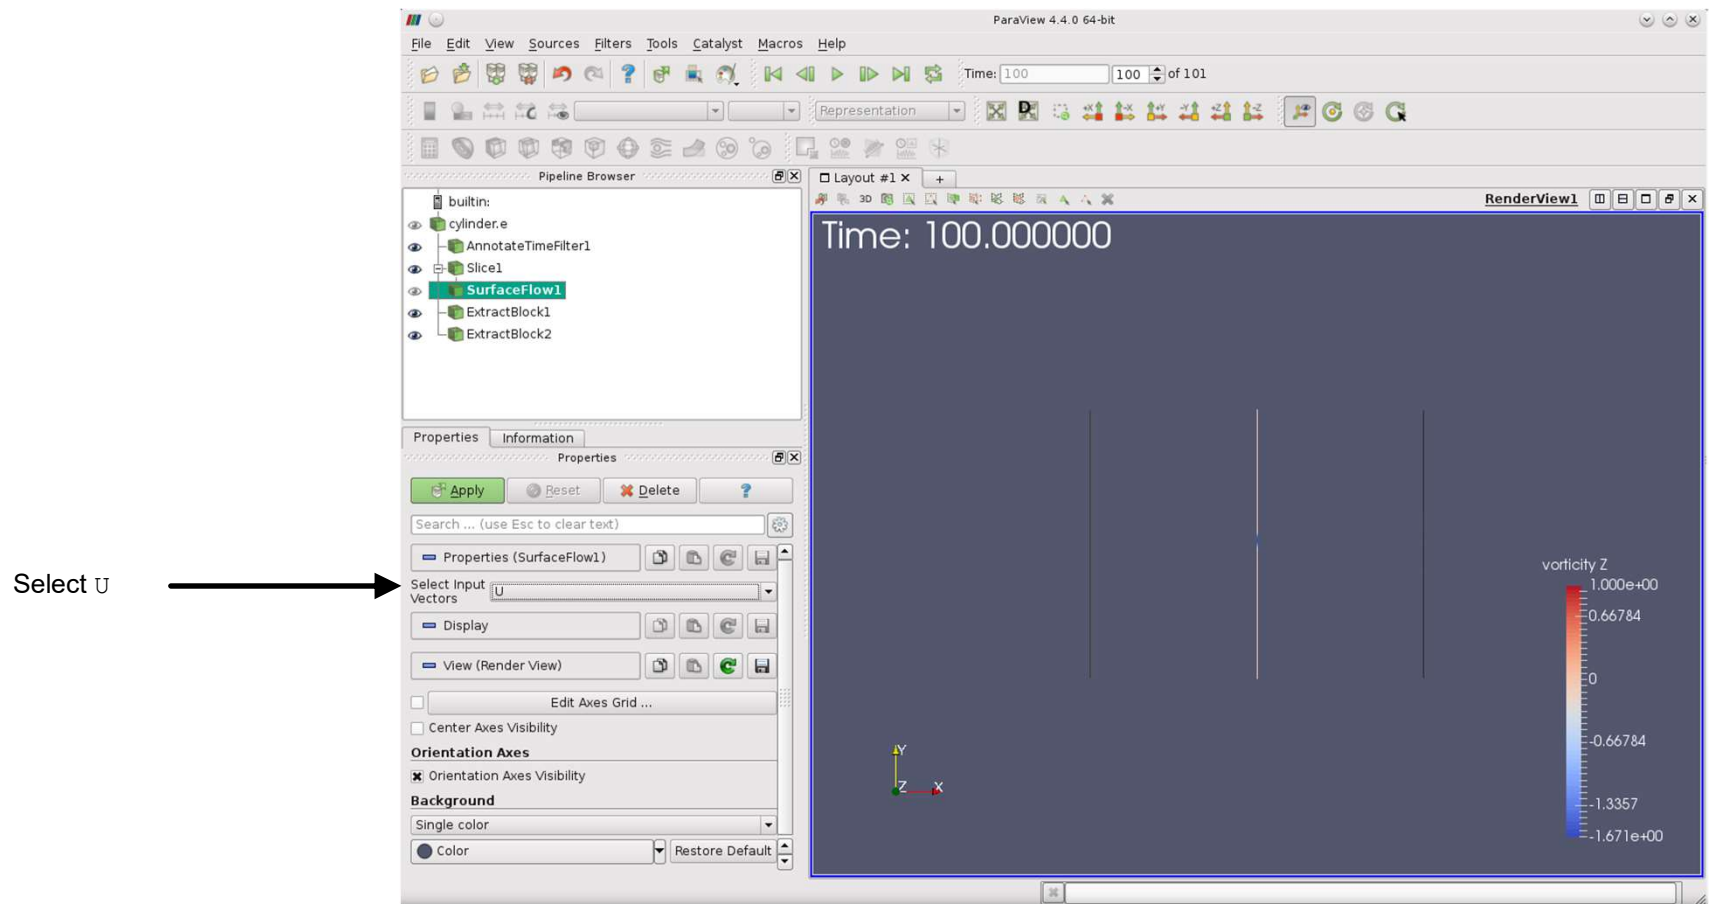 ParaView 4.4.0 64-bit
File Edit View Sources Filters Tools Catalyst Macros Help
Time: 100 100 of 101
Representation
+X -X +Y -Y +Z -Z
Pipeline Browser
builtin:
cylinder.e
AnnotateTimeFilter1
Slice1
SurfaceFlow1
ExtractBlock1
ExtractBlock2
Properties Information
Properties
Apply Reset Delete ?
Search ... (use Esc to clear text)
Properties (SurfaceFlow1)
Select Input
Vectors
U
Display
View (Render View)
Edit Axes Grid ...
Center Axes Visibility
Orientation Axes
Orientation Axes Visibility
Background
Single color
Color Restore Default
Select U
Layout #1 +
3D
RenderView1
Time: 100.000000
vorticity Z
1.000e+00
0.66784
0
-0.66784
-1.3357
-1.671e+00
Y
Z X